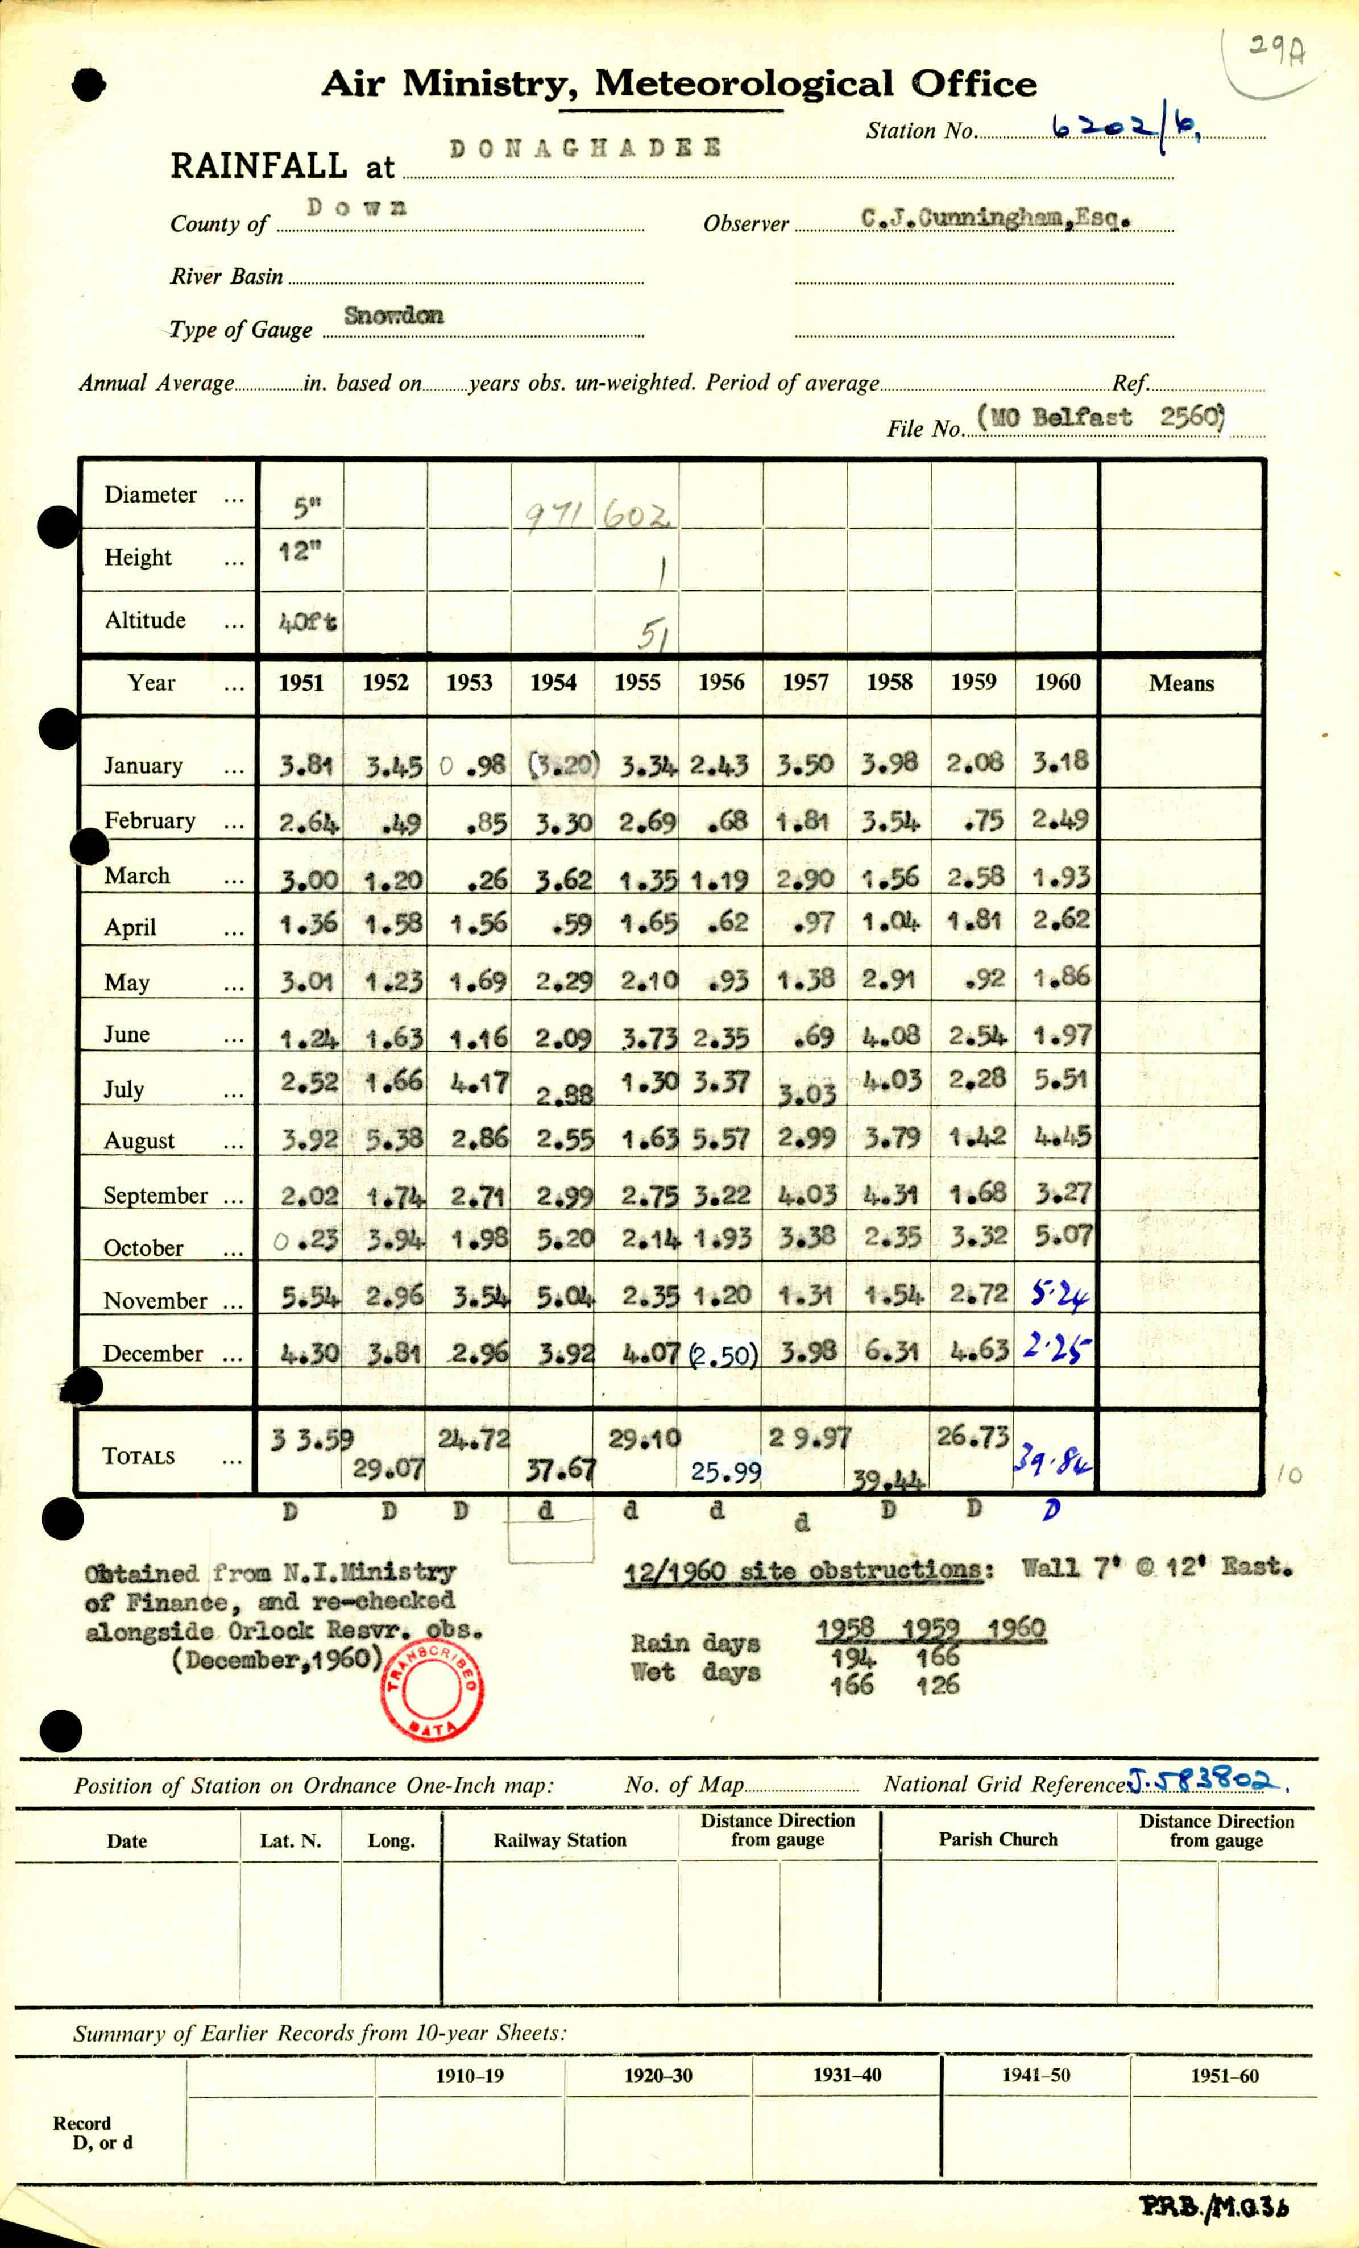 29A
Air Ministry, Meteorological Office
Station No. 6202/6.
RAINFALL at DONAGHADEE
County of Down Observer C.J.Cunningham,Esq.
River Basin
Type of Gauge Snowdon
Annual Average in. based on years obs. un-weighted. Period of average Ref.
File No. (MO Belfast 2560)
Diameter ... 5" 971 602
Height ... 12" 1
Altitude ... 40ft 51
Year ... 1951 1952 1953 1954 1955 1956 1957 1958 1959 1960 Means
January ... 3.81 3.45 0.98 (3.20) 3.34 2.43 3.50 3.98 2.08 3.18
February ... 2.64 .49 .85 3.30 2.69 .68 1.81 3.54 .75 2.49
March ... 3.00 1.20 .26 3.62 1.35 1.19 2.90 1.56 2.58 1.93
April ... 1.36 1.58 1.56 .59 1.65 .62 .97 1.04 1.81 2.62
May ... 3.01 1.23 1.69 2.29 2.10 .93 1.38 2.91 .92 1.86
June ... 1.24 1.63 1.16 2.09 3.73 2.35 .69 4.08 2.54 1.97
July ... 2.52 1.66 4.17 2.88 1.30 3.37 3.03 4.03 2.28 5.51
August ... 3.92 5.38 2.86 2.55 1.63 5.57 2.99 3.79 1.42 4.45
September ... 2.02 1.74 2.71 2.99 2.75 3.22 4.03 4.31 1.68 3.27
October ... 0.23 3.94 1.98 5.20 2.14 1.93 3.38 2.35 3.32 5.07
November ... 5.54 2.96 3.54 5.04 2.35 1.20 1.31 1.54 2.72 5.24
December ... 4.30 3.81 2.96 3.92 4.07 (2.50) 3.98 6.31 4.63 2.25
TOTALS ... 33.59 29.07 24.72 37.67 29.10 25.99 29.97 39.44 26.73 39.84 10
D D D d d d d D D D
Obtained from N.I.Ministry
of Finance, and re-checked
alongside Orlock Resvr. obs.
(December,1960)
TRANSCRIBED DATA
12/1960 site obstructions: Wall 7' @ 12' East.
1958 1959 1960
Rain days 194 166
Wet days 166 126
Position of Station on Ordnance One-Inch map: No. of Map National Grid Reference J.583802.
Date Lat. N. Long. Railway Station Distance Direction from gauge Parish Church Distance Direction from gauge
Summary of Earlier Records from 10-year Sheets:
1910–19 1920–30 1931–40 1941–50 1951–60
Record
D, or d
P.R.B./M.O.36